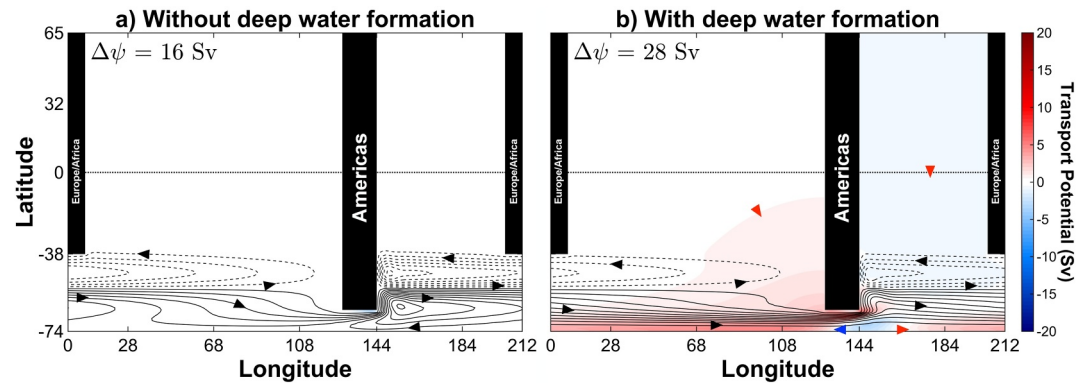 a) Without deep water formation
b) With deep water formation
Δψ = 16 Sv
Δψ = 28 Sv
65
32
0
-38
-74
Latitude
Europe/Africa
Americas
Europe/Africa
Europe/Africa
Americas
Europe/Africa
0 28 68 108 144 184 212
0 28 68 108 144 184 212
Longitude
Longitude
20
15
10
5
0
-5
-10
-15
-20
Transport Potential (Sv)